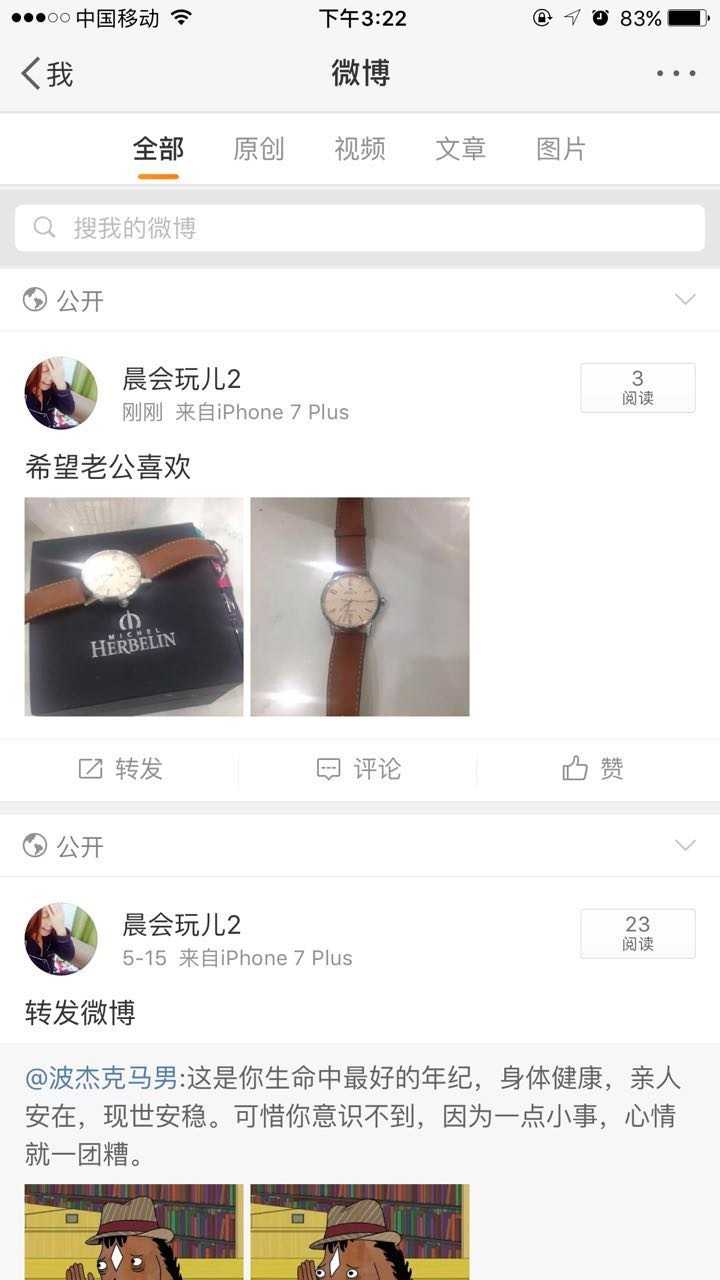 中国移动
下午3:22
83%
我
微博
全部
原创
视频
文章
图片
搜我的微博
公开
晨会玩儿2
刚刚 来自iPhone 7 Plus
3
阅读
希望老公喜欢
MICHEL
HERBELIN
转发
评论
赞
公开
晨会玩儿2
5-15 来自iPhone 7 Plus
23
阅读
转发微博
@波杰克马男:这是你生命中最好的年纪，身体健康，亲人
安在，现世安稳。可惜你意识不到，因为一点小事，心情
就一团糟。